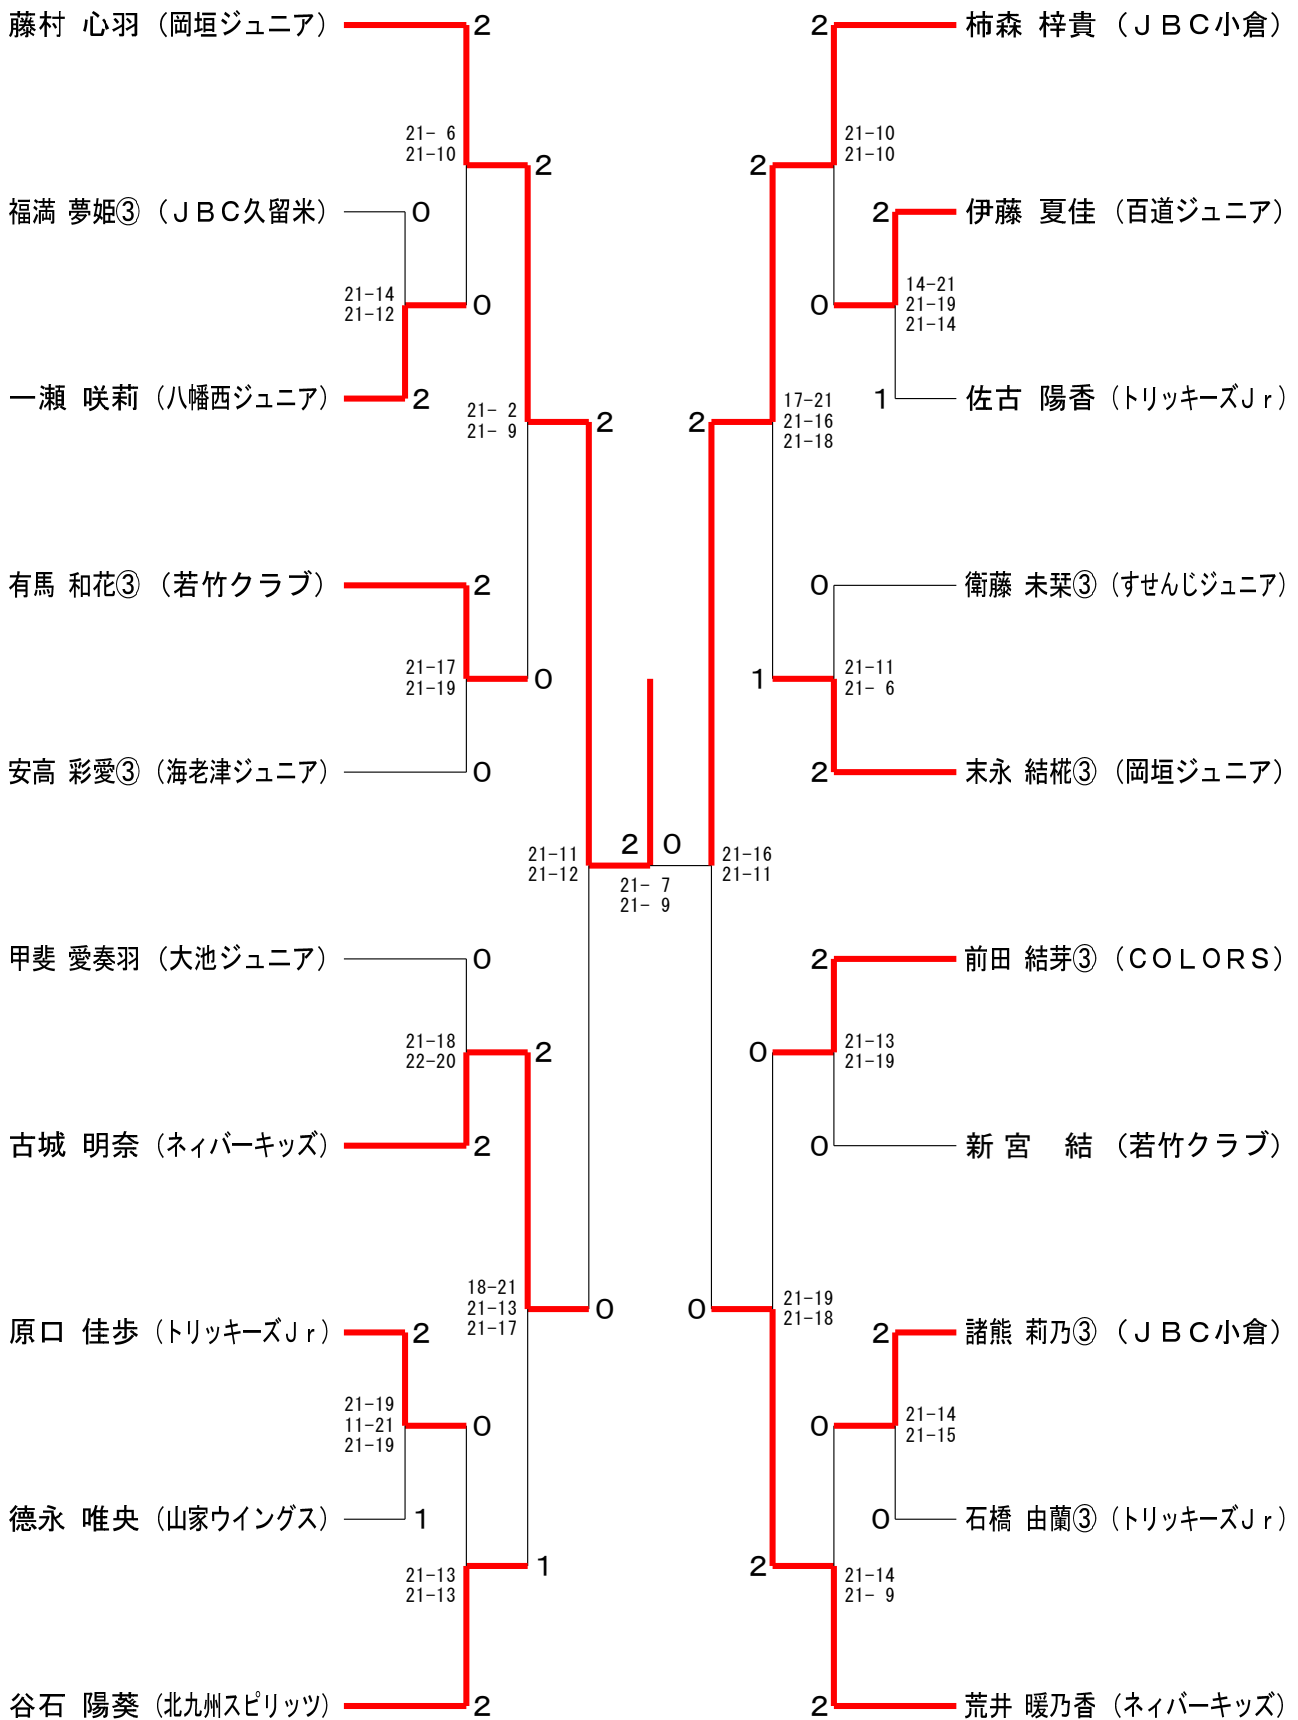 藤村 心羽 (岡垣ジュニア) 2
2 柿森 梓貴 (ＪＢＣ小倉)
21- 6
21-10
2
2
21-10
21-10
福満 夢姫③ (ＪＢＣ久留米) 0
2 伊藤 夏佳 (百道ジュニア)
21-14
21-12
0
0
14-21
21-19
21-14
一瀬 咲莉 (八幡西ジュニア) 2
1 佐古 陽香 (トリッキーズＪｒ)
21- 2
21- 9
2
2
17-21
21-16
21-18
有馬 和花③ (若竹クラブ) 2
0 衛藤 未栞③ (すせんじジュニア)
21-17
21-19
0
1
21-11
21- 6
安高 彩愛③ (海老津ジュニア) 0
2 末永 結椛③ (岡垣ジュニア)
21-11
21-12
2 0
21- 7
21- 9
21-16
21-11
甲斐 愛奏羽 (大池ジュニア) 0
2 前田 結芽③ (ＣＯＬＯＲＳ)
21-18
22-20
2
0
21-13
21-19
古城 明奈 (ネィバーキッズ) 2
0 新宮 結 (若竹クラブ)
18-21
21-13
21-17
0
0
21-19
21-18
原口 佳歩 (トリッキーズＪｒ) 2
2 諸熊 莉乃③ (ＪＢＣ小倉)
21-19
11-21
21-19
0
0
21-14
21-15
德永 唯央 (山家ウイングス) 1
0 石橋 由蘭③ (トリッキーズＪｒ)
21-13
21-13
1
2
21-14
21- 9
谷石 陽葵 (北九州スピリッツ) 2
2 荒井 暖乃香 (ネィバーキッズ)